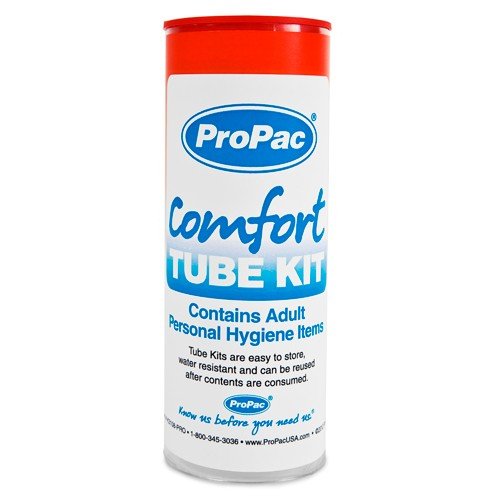 ProPac®
Comfort
TUBE KIT
Contains Adult
Personal Hygiene Items
Tube Kits are easy to store,
water resistant and can be reused
after contents are consumed.
ProPac®
Know us before you need us.®
-PRO • 1-800-345-3036 • www.ProPacUSA.com •